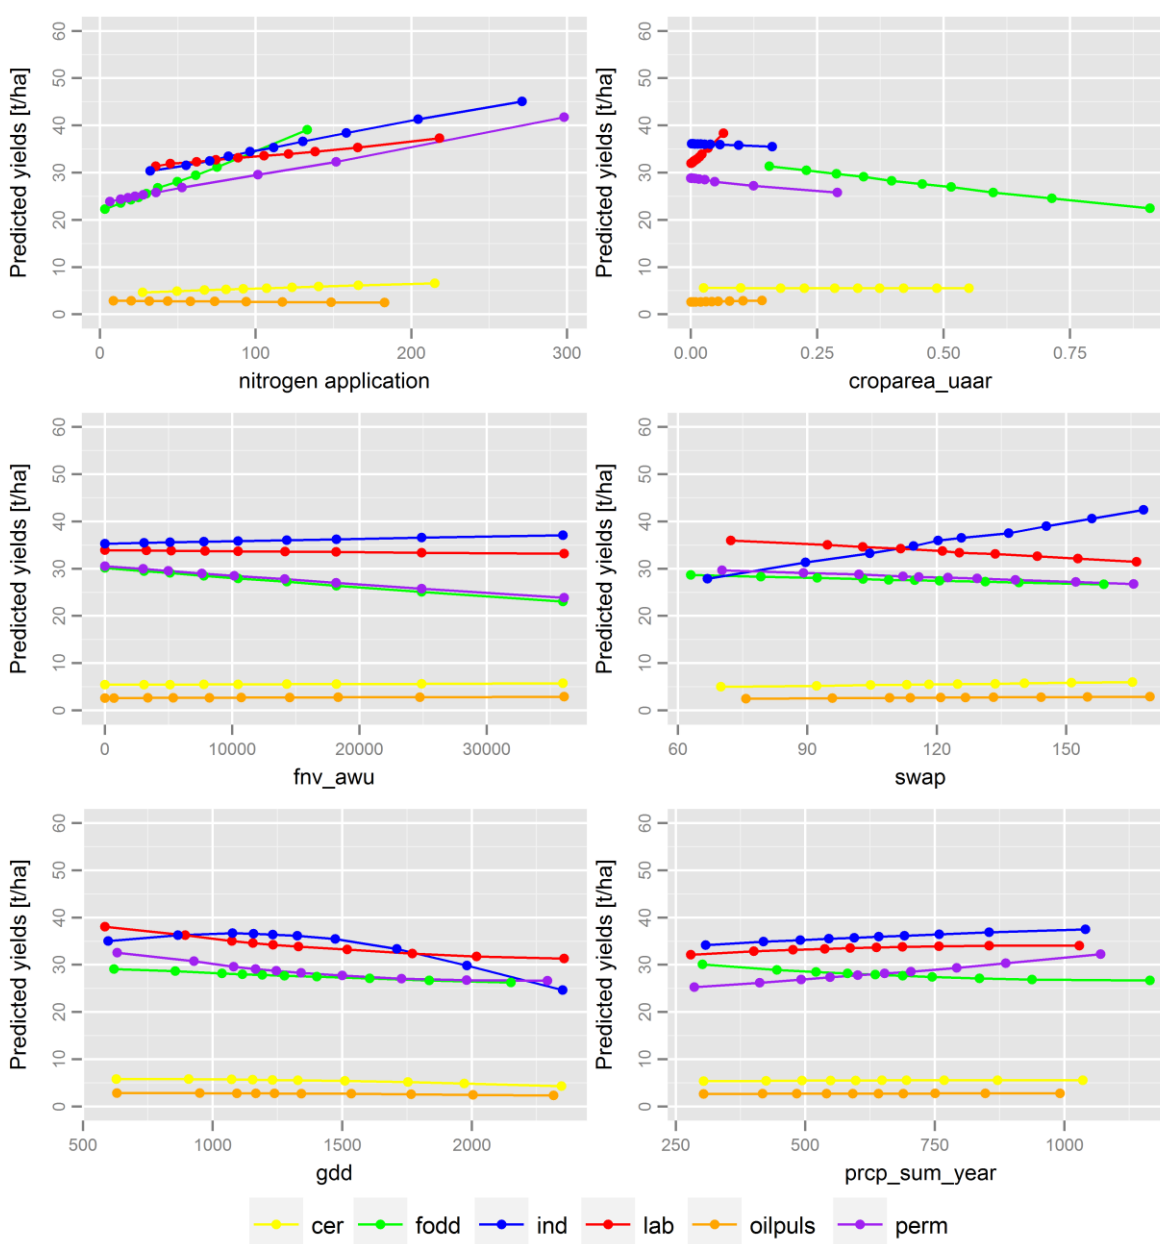 Predicted yields [t/ha]
60
50
40
30
20
10
0
0 100 200 300
nitrogen application
Predicted yields [t/ha]
60
50
40
30
20
10
0
0.00 0.25 0.50 0.75
croparea_uaar
Predicted yields [t/ha]
60
50
40
30
20
10
0
0 10000 20000 30000
fnv_awu
Predicted yields [t/ha]
60
50
40
30
20
10
0
60 90 120 150
swap
Predicted yields [t/ha]
60
50
40
30
20
10
0
500 1000 1500 2000
gdd
Predicted yields [t/ha]
60
50
40
30
20
10
0
250 500 750 1000
prcp_sum_year
cer fodd ind lab oilpuls perm